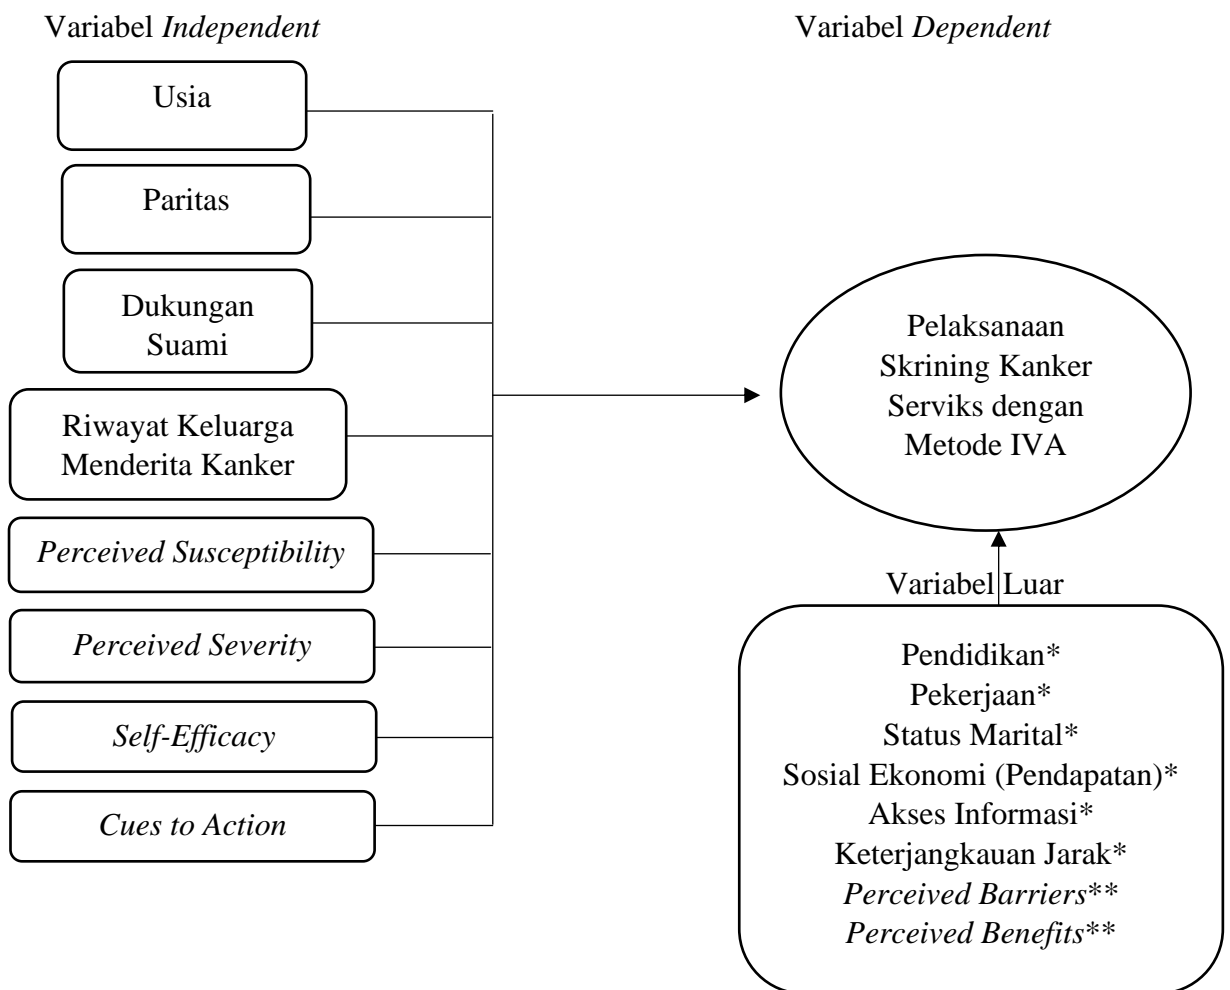 Variabel Independent
Variabel Dependent
Usia
Paritas
Dukungan
Suami
Riwayat Keluarga
Menderita Kanker
Perceived Susceptibility
Perceived Severity
Self-Efficacy
Cues to Action
Pelaksanaan
Skrining Kanker
Serviks dengan
Metode IVA
Variabel Luar
Pendidikan*
Pekerjaan*
Status Marital*
Sosial Ekonomi (Pendapatan)*
Akses Informasi*
Keterjangkauan Jarak*
Perceived Barriers**
Perceived Benefits**